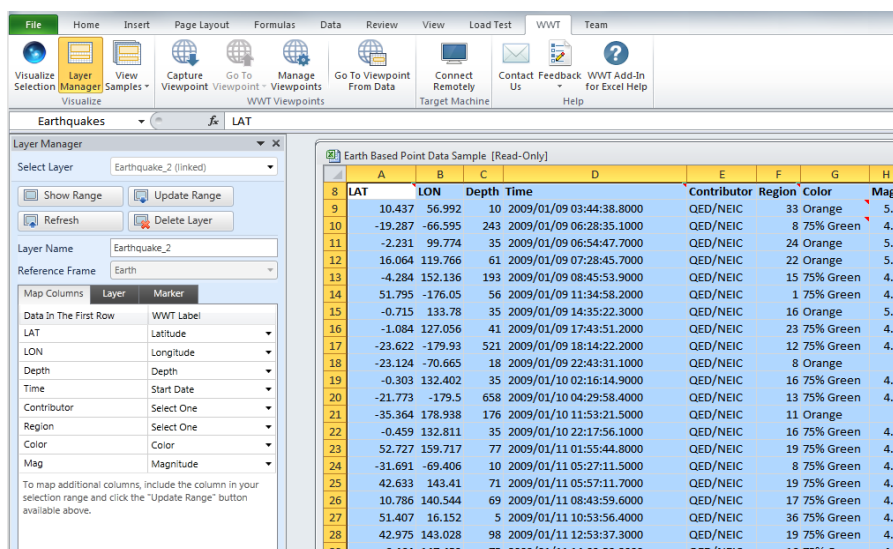 File Home Insert Page Layout Formulas Data Review View Load Test WWT Team
Visualize Selection Layer Manager View Samples Capture Viewpoint Go To Viewpoint Manage Viewpoints Go To Viewpoint From Data Connect Remotely Contact Us Feedback WWT Add-In for Excel Help
Visualize WWT Viewpoints Target Machine Help
Earthquakes fx LAT
Layer Manager
Select Layer Earthquake_2 (linked)
Show Range Update Range
Refresh Delete Layer
Layer Name Earthquake_2
Reference Frame Earth
Map Columns Layer Marker
Data In The First Row WWT Label
LAT Latitude
LON Longitude
Depth Depth
Time Start Date
Contributor Select One
Region Select One
Color Color
Mag Magnitude
To map additional columns, include the column in your
selection range and click the "Update Range" button
available above.
Earth Based Point Data Sample [Read-Only]
A B C D E F G H
8 LAT LON Depth Time Contributor Region Color Mag
9 10.437 56.992 10 2009/01/09 03:44:38.8000 QED/NEIC 33 Orange 5.
10 -19.287 -66.595 243 2009/01/09 06:28:35.1000 QED/NEIC 8 75% Green 4.
11 -2.231 99.774 35 2009/01/09 06:54:47.7000 QED/NEIC 24 Orange 5.
12 16.064 119.766 61 2009/01/09 07:28:45.7000 QED/NEIC 22 Orange 5.
13 -4.284 152.136 193 2009/01/09 08:45:53.9000 QED/NEIC 15 75% Green 4.
14 51.795 -176.05 56 2009/01/09 11:34:58.2000 QED/NEIC 1 75% Green 4.
15 -0.715 133.78 35 2009/01/09 14:35:22.3000 QED/NEIC 16 Orange 5.
16 -1.084 127.056 41 2009/01/09 17:43:51.2000 QED/NEIC 23 75% Green 4.
17 -23.622 -179.93 521 2009/01/09 18:14:22.2000 QED/NEIC 12 75% Green 4.
18 -23.124 -70.665 18 2009/01/09 22:43:31.1000 QED/NEIC 8 Orange
19 -0.303 132.402 35 2009/01/10 02:16:14.9000 QED/NEIC 16 75% Green 4.
20 -21.773 -179.5 658 2009/01/10 04:29:58.4000 QED/NEIC 13 75% Green 4.
21 -35.364 178.938 176 2009/01/10 11:53:21.5000 QED/NEIC 11 Orange
22 -0.459 132.811 35 2009/01/10 22:17:56.1000 QED/NEIC 16 75% Green 4.
23 52.727 159.717 77 2009/01/11 01:55:44.8000 QED/NEIC 19 75% Green 4.
24 -31.691 -69.406 10 2009/01/11 05:27:11.5000 QED/NEIC 8 75% Green 4.
25 42.633 143.41 71 2009/01/11 05:57:11.7000 QED/NEIC 19 75% Green 4.
26 10.786 140.544 69 2009/01/11 08:43:59.6000 QED/NEIC 17 75% Green 4.
27 51.407 16.152 5 2009/01/11 10:53:56.4000 QED/NEIC 36 75% Green 4.
28 42.975 143.028 98 2009/01/11 12:53:37.3000 QED/NEIC 19 75% Green 4.